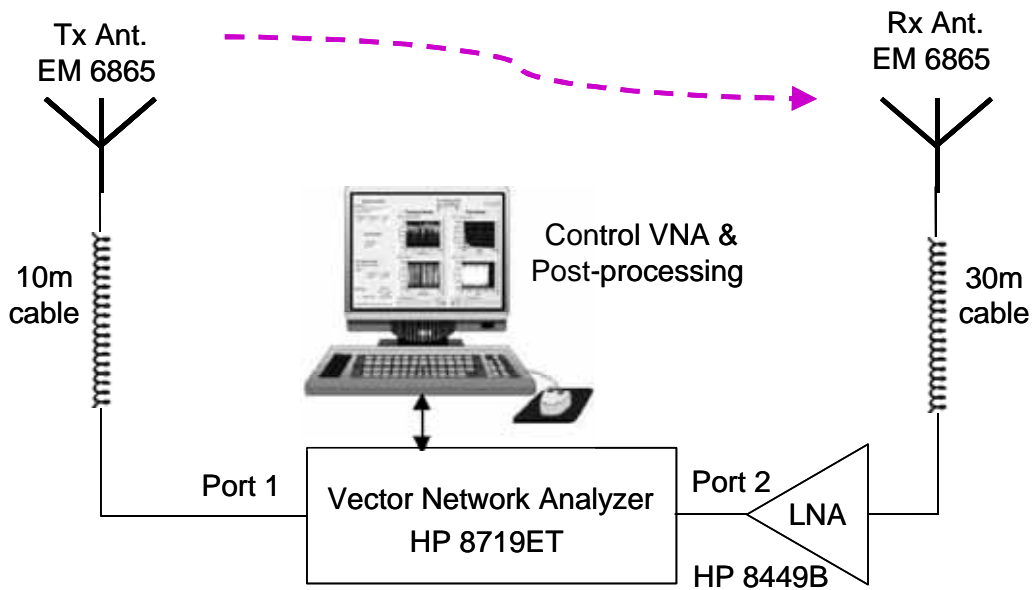 Tx Ant.
EM 6865
Rx Ant.
EM 6865
10m
cable
Control VNA &
Post-processing
30m
cable
Port 1
Vector Network Analyzer
HP 8719ET
Port 2
LNA
HP 8449B